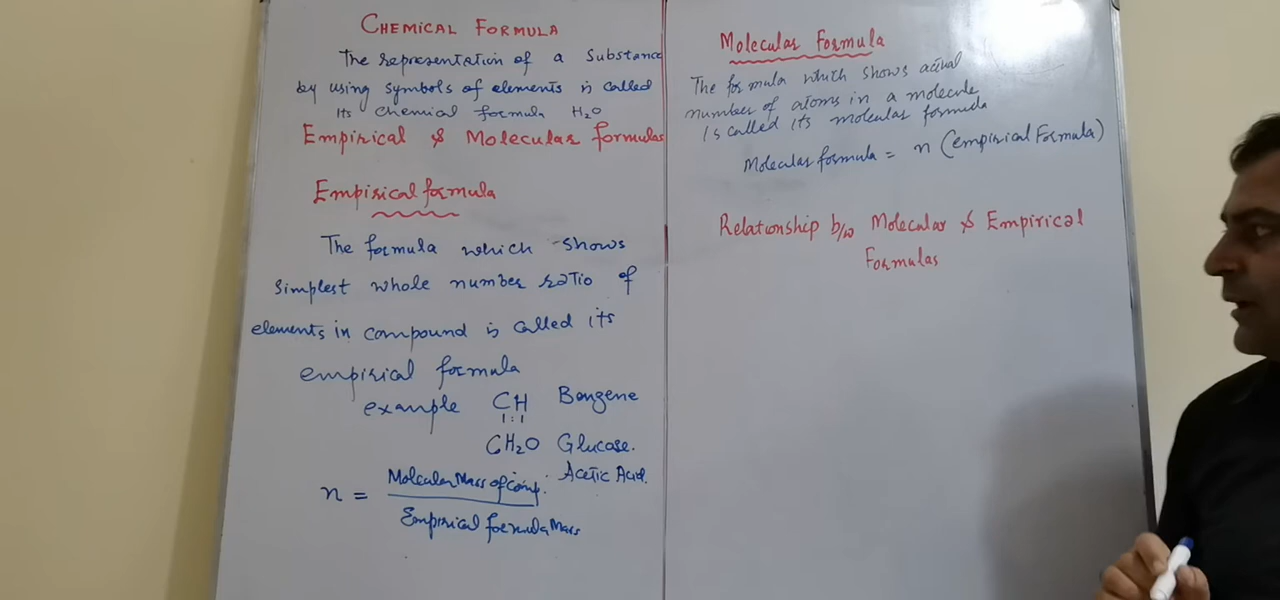 CHEMICAL FORMULA
The representation of a Substance
by using symbols of elements is called
Its chemical formula H₂O
Empirical & Molecular formulas
Empirical formula
The formula which shows
Simplest whole number ratio of
elements in compound is called its
empirical formula
example CH Benzene
1:1
CH₂O Glucose.
Acetic Acid.
n = Molecular Mass of Comp.
Empirical formula Mass
Molecular Formula
The formula which shows actual
number of atoms in a molecule
Is called its molecular formula
Molecular formula = n (empirical Formula)
Relationship b/w Molecular & Empirical
Formulas